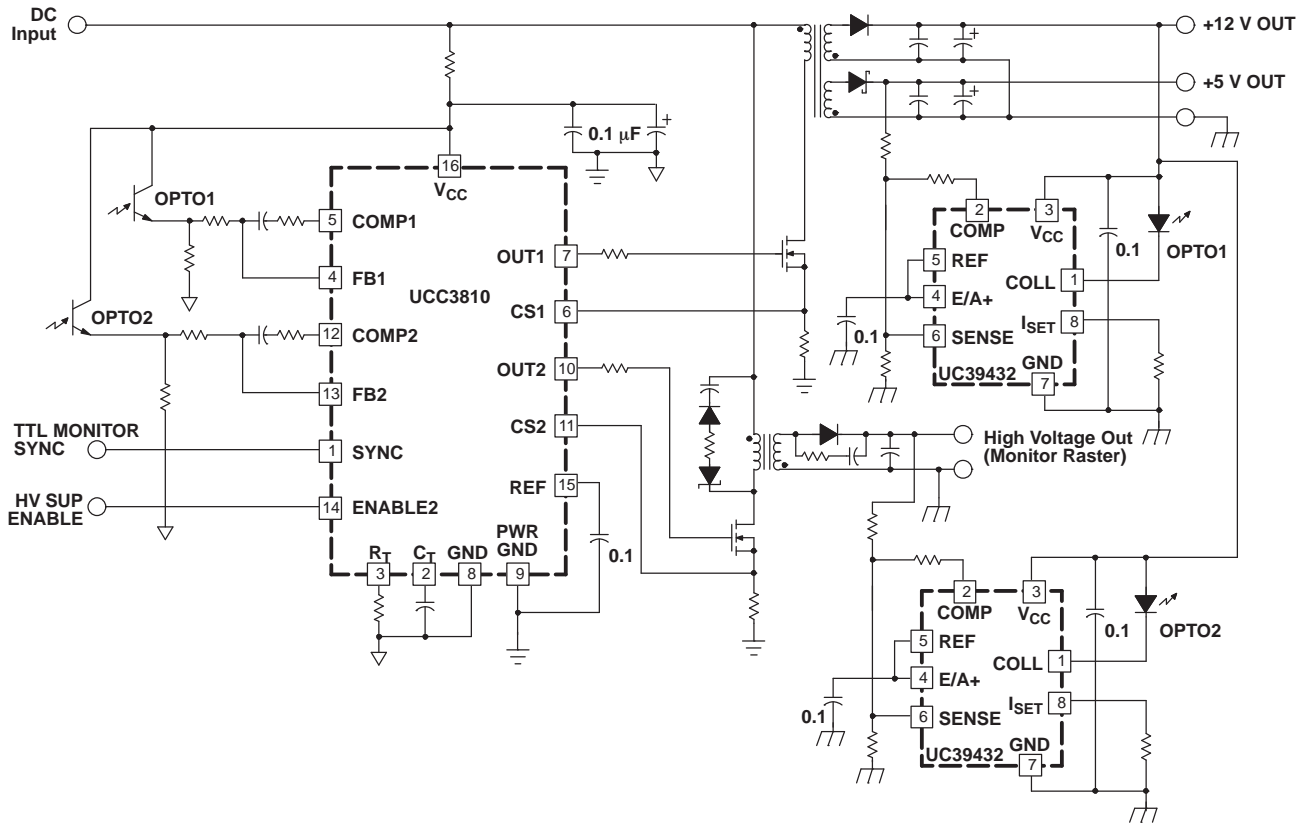 DC
Input
+12 V OUT
+5 V OUT
0.1 μF
16
VCC
OPTO1
5 COMP1
4 FB1
OPTO2
12 COMP2
13 FB2
TTL MONITOR
SYNC
1 SYNC
HV SUP
ENABLE
14 ENABLE2
UCC3810
OUT1 7
CS1 6
OUT2 10
CS2 11
REF 15
0.1
RT
3
CT
2
GND
8
PWR
GND
9
2
COMP
3
VCC
0.1
OPTO1
5 REF
COLL 1
4 E/A+
0.1
ISET 8
6 SENSE
GND
UC39432
7
High Voltage Out
(Monitor Raster)
2
COMP
3
VCC
0.1
OPTO2
5 REF
COLL 1
4 E/A+
ISET 8
0.1
6 SENSE
GND
UC39432
7